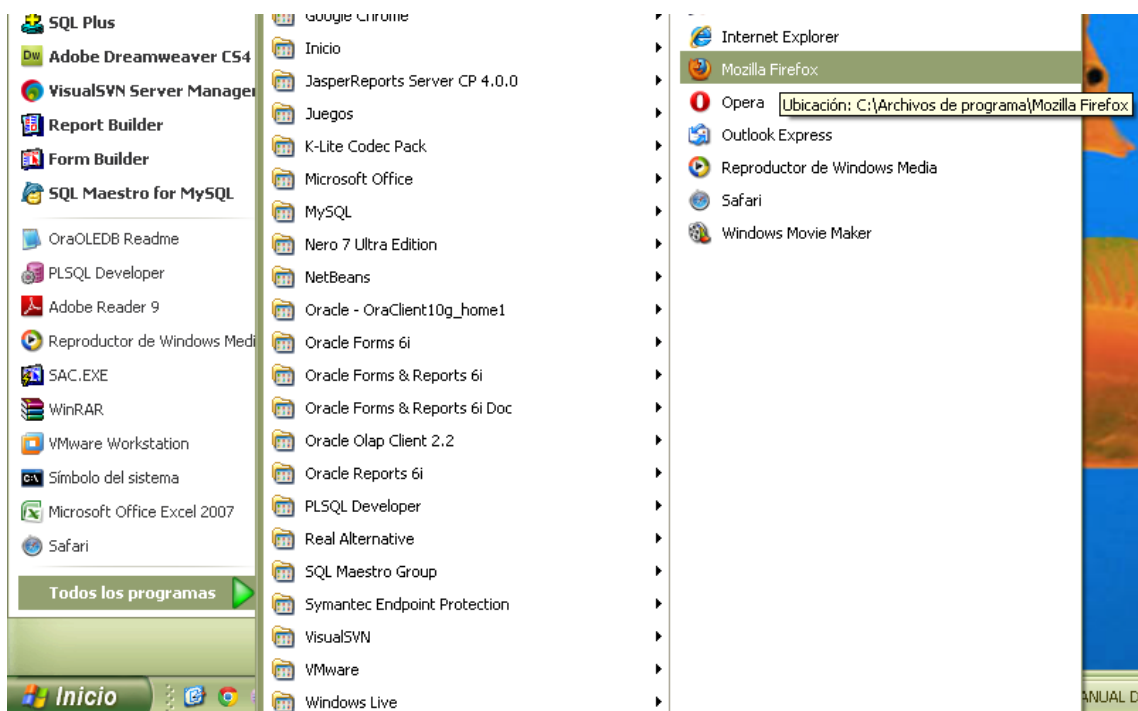 SQL Plus
Adobe Dreamweaver CS4
VisualSVN Server Manager
Report Builder
Form Builder
SQL Maestro for MySQL
OraOLEDB Readme
PLSQL Developer
Adobe Reader 9
Reproductor de Windows Medi
SAC.EXE
WinRAR
VMware Workstation
Símbolo del sistema
Microsoft Office Excel 2007
Safari
Todos los programas
Inicio
Google Chrome
Inicio
JasperReports Server CP 4.0.0
Juegos
K-Lite Codec Pack
Microsoft Office
MySQL
Nero 7 Ultra Edition
NetBeans
Oracle - OraClient10g_home1
Oracle Forms 6i
Oracle Forms & Reports 6i
Oracle Forms & Reports 6i Doc
Oracle Olap Client 2.2
Oracle Reports 6i
PLSQL Developer
Real Alternative
SQL Maestro Group
Symantec Endpoint Protection
VisualSVN
VMware
Windows Live
Internet Explorer
Mozilla Firefox
Opera
Ubicación: C:\Archivos de programa\Mozilla Firefox
Outlook Express
Reproductor de Windows Media
Safari
Windows Movie Maker
ANUAL D